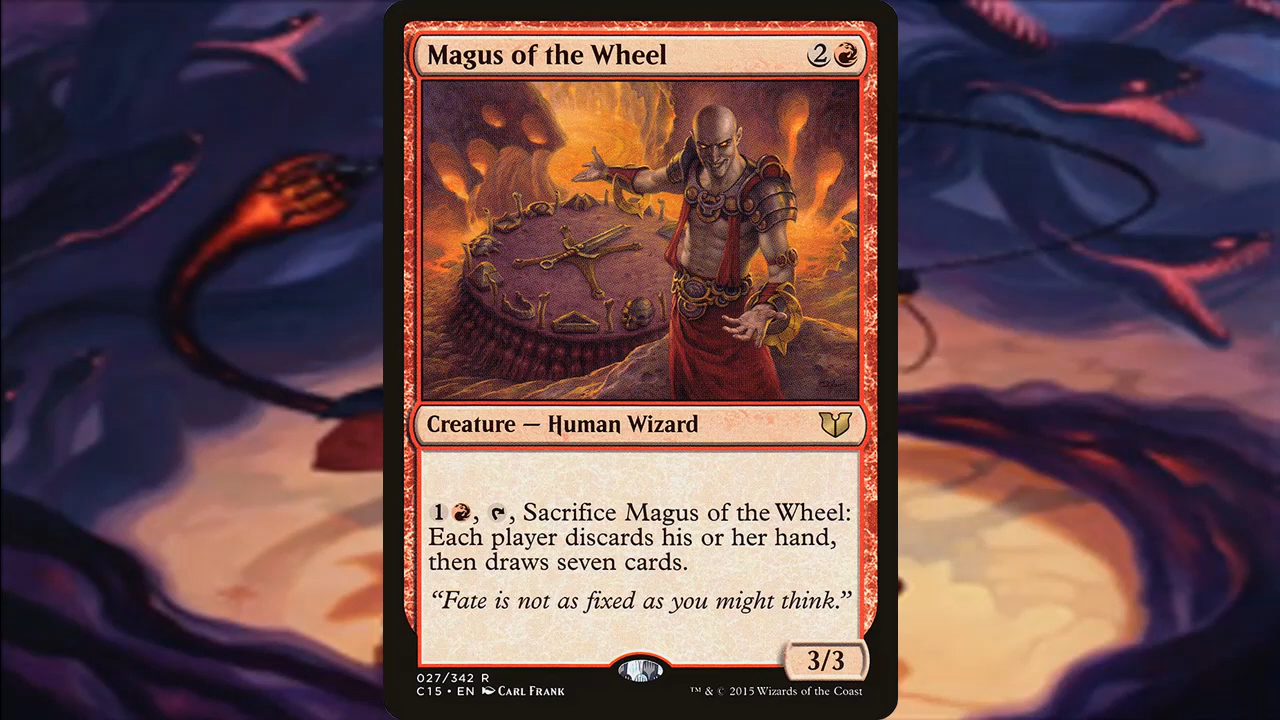 Magus of the Wheel 2
Creature — Human Wizard
1 , , Sacrifice Magus of the Wheel:
Each player discards his or her hand,
then draws seven cards.
“Fate is not as fixed as you might think.”
3/3
027/342 R
C15 • EN Carl Frank
™ & © 2015 Wizards of the Coast